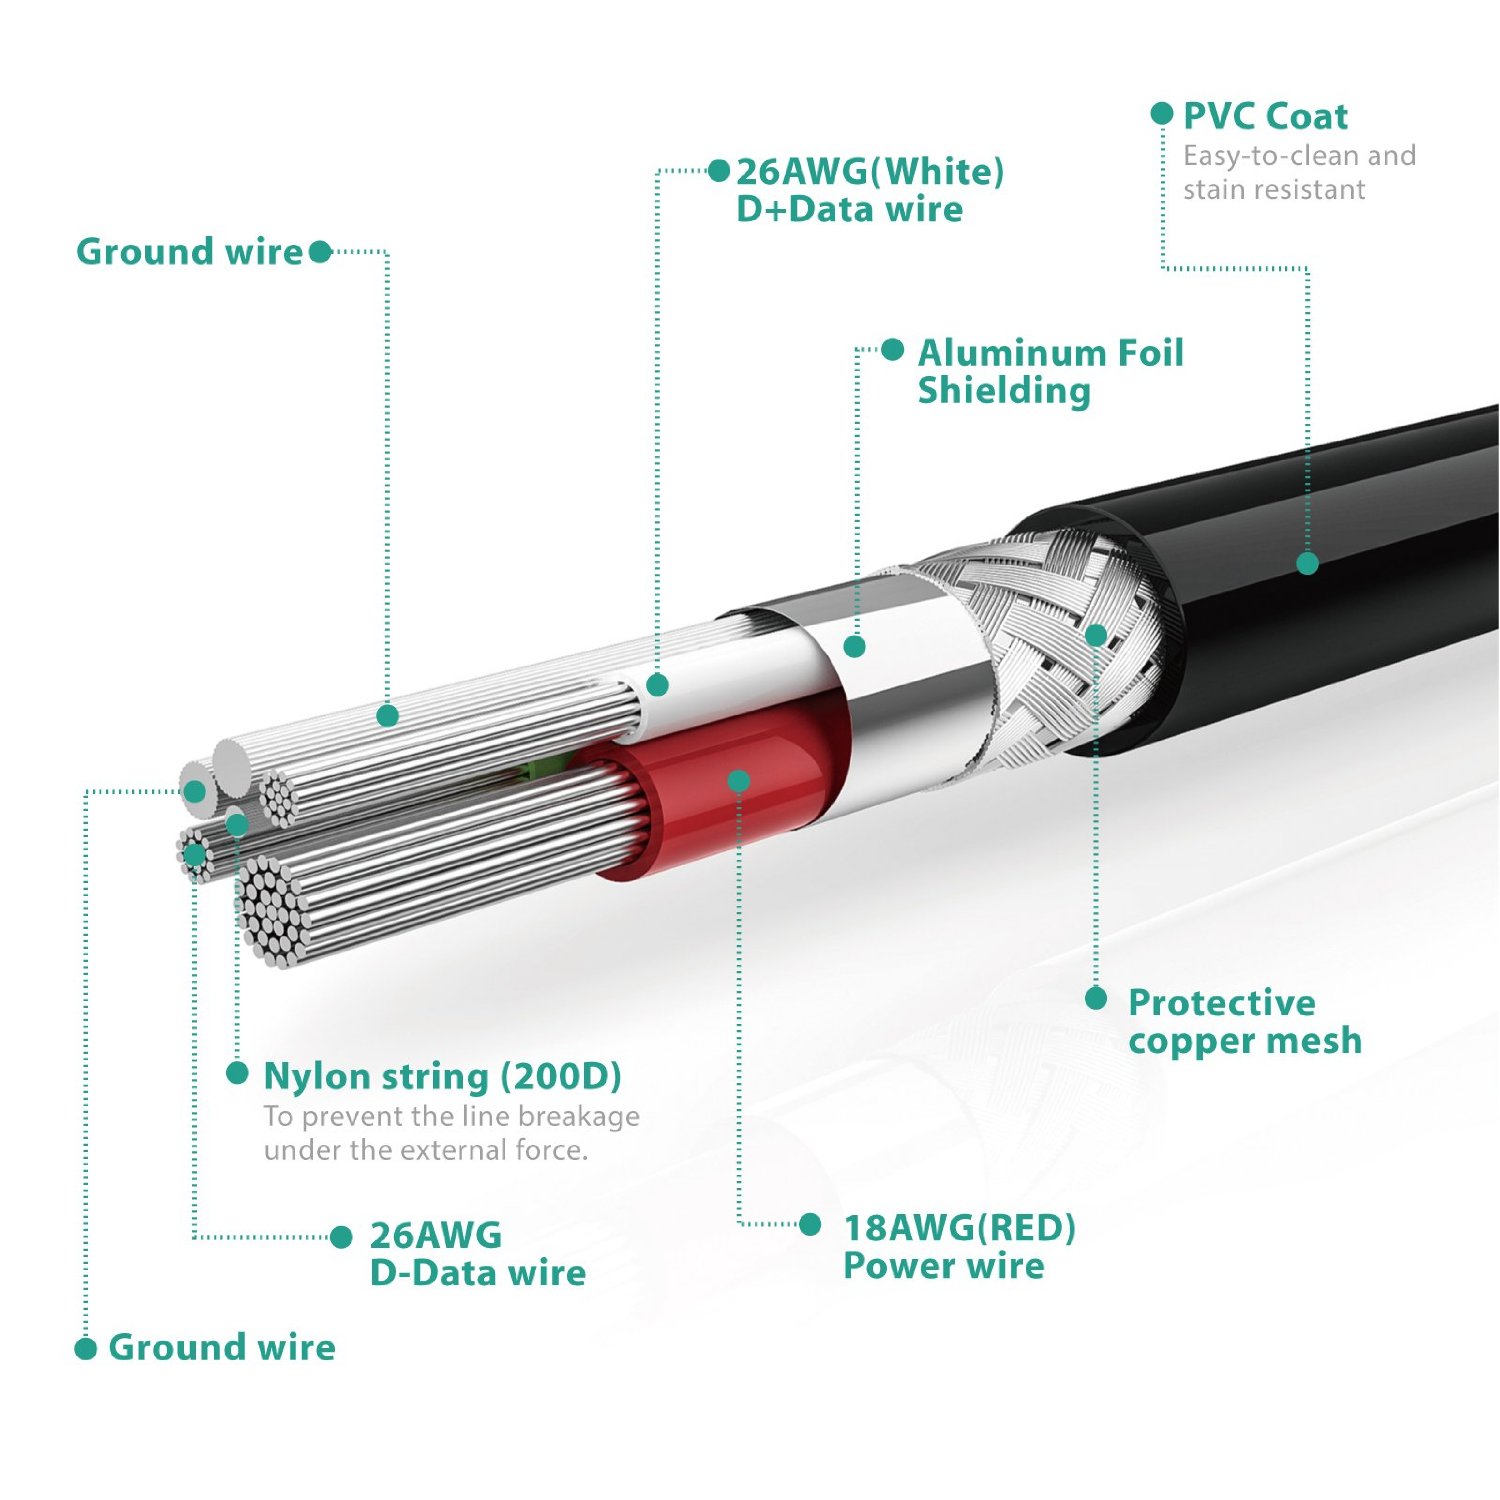 PVC Coat
Easy-to-clean and
stain resistant
26AWG(White)
D+Data wire
Ground wire
Aluminum Foil
Shielding
Protective
copper mesh
Nylon string (200D)
To prevent the line breakage
under the external force.
26AWG
D-Data wire
18AWG(RED)
Power wire
Ground wire